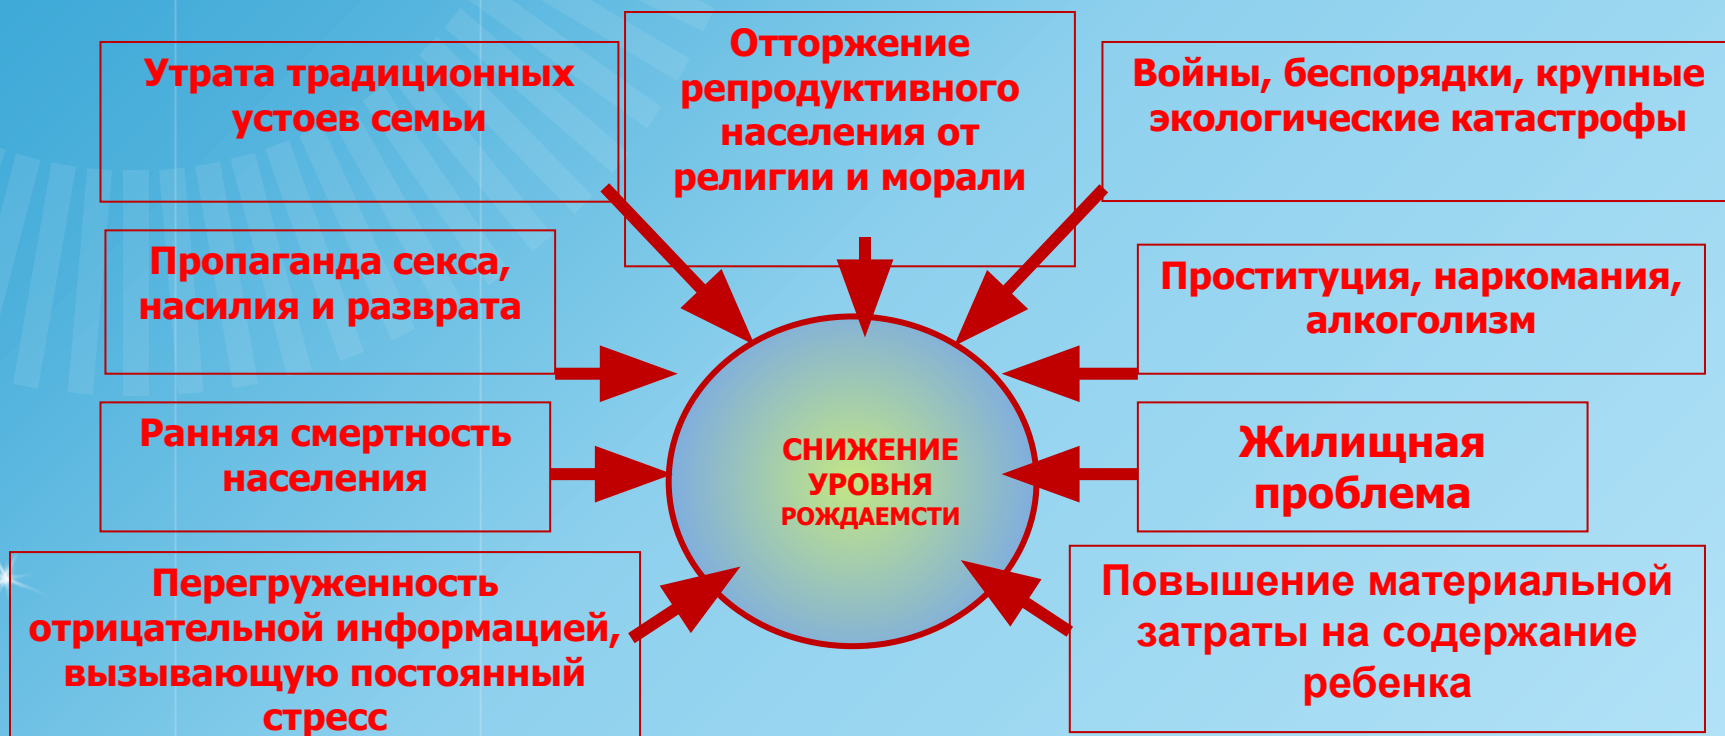 Утрата традиционных
устоев семьи
Отторжение
репродуктивного
населения от
религии и морали
Войны, беспорядки, крупные
экологические катастрофы
Пропаганда секса,
насилия и разврата
Проституция, наркомания,
алкоголизм
Ранняя смертность
населения
СНИЖЕНИЕ
УРОВНЯ
РОЖДАЕМСТИ
Жилищная
проблема
Перегруженность
отрицательной информацией,
вызывающую постоянный
стресс
Повышение материальной
затраты на содержание
ребенка